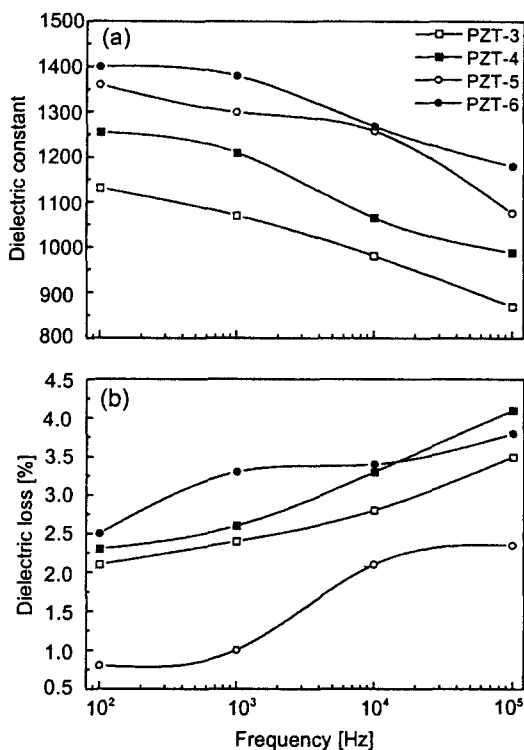 (a)
PZT-3
PZT-4
PZT-5
PZT-6
1500
1400
1300
1200
1100
1000
900
800
Dielectric constant
(b)
4.5
4.0
3.5
3.0
2.5
2.0
1.5
1.0
0.5
Dielectric loss [%]
10² 10³ 10⁴ 10⁵
Frequency [Hz]